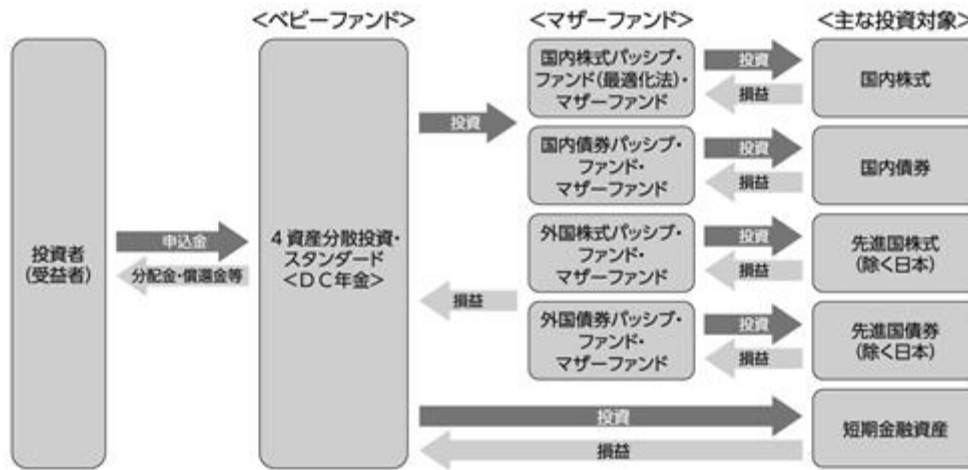 <ベビーファンド>
<マザーファンド>
<主な投資対象>
投資者
(受益者)
申込金
分配金・償還金等
4資産分散投資・
スタンダード
<DC年金>
投資
損益
国内株式パッシブ・
ファンド(最適化法)・
マザーファンド
投資
損益
国内株式
国内債券パッシブ・
ファンド・
マザーファンド
投資
損益
国内債券
外国株式パッシブ・
ファンド・
マザーファンド
投資
損益
先進国株式
(除く日本)
外国債券パッシブ・
ファンド・
マザーファンド
投資
損益
先進国債券
(除く日本)
投資
損益
短期金融資産